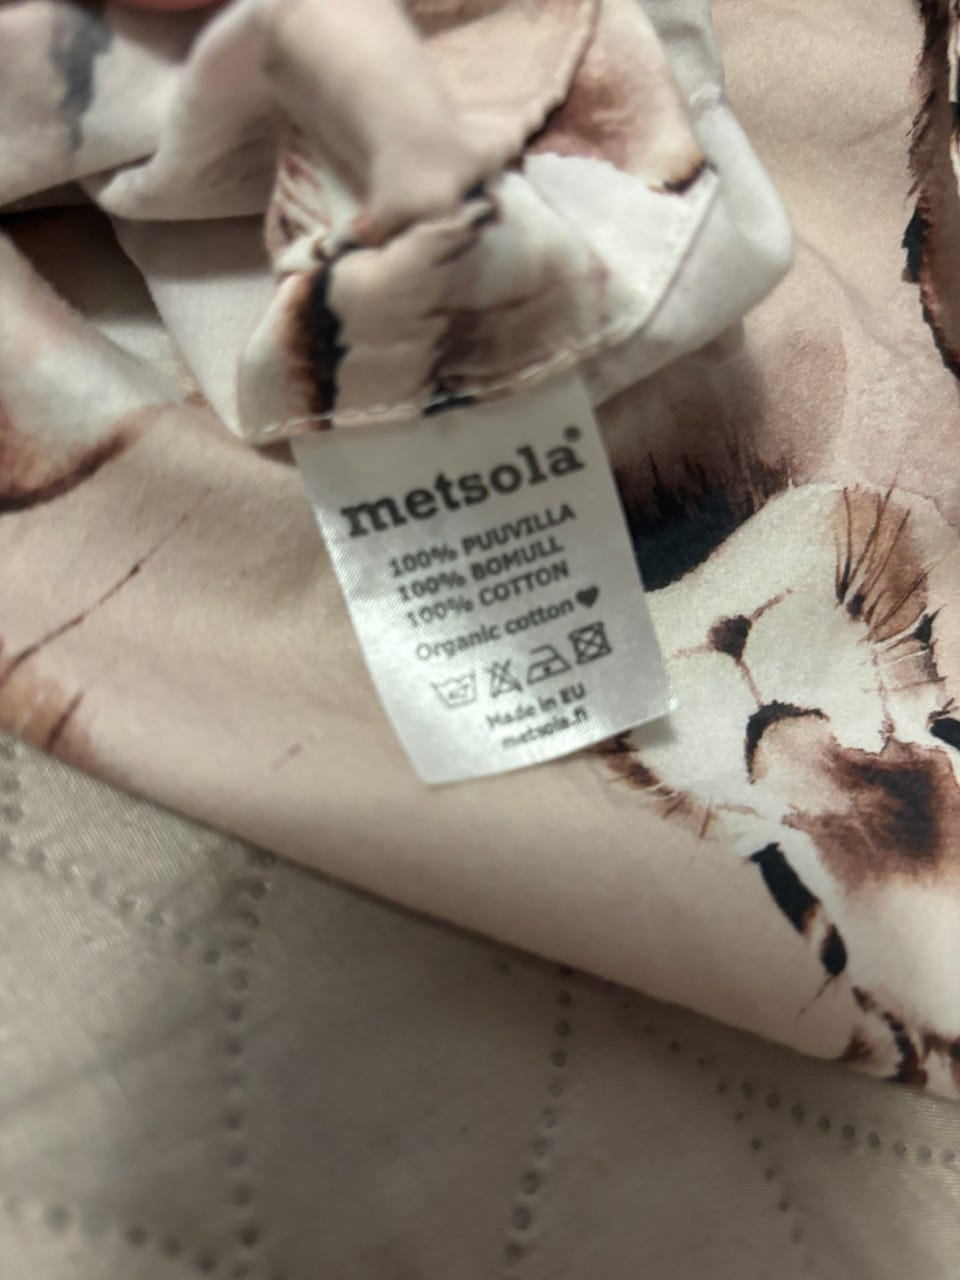 metsola®
100% PUUVILLA
100% BOMULL
100% COTTON
Organic cotton ♥
Made in EU
metsola.fi